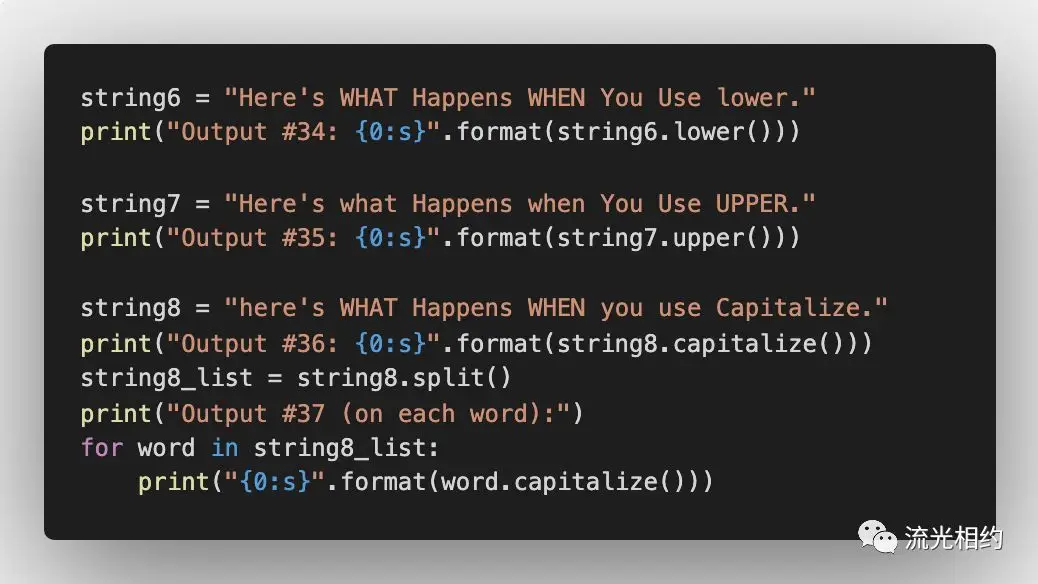 string6 = "Here's WHAT Happens WHEN You Use lower."
print("Output #34: {0:s}".format(string6.lower()))
string7 = "Here's what Happens when You Use UPPER."
print("Output #35: {0:s}".format(string7.upper()))
string8 = "here's WHAT Happens WHEN you use Capitalize."
print("Output #36: {0:s}".format(string8.capitalize()))
string8_list = string8.split()
print("Output #37 (on each word):")
for word in string8_list:
    print("{0:s}".format(word.capitalize()))
流光相约